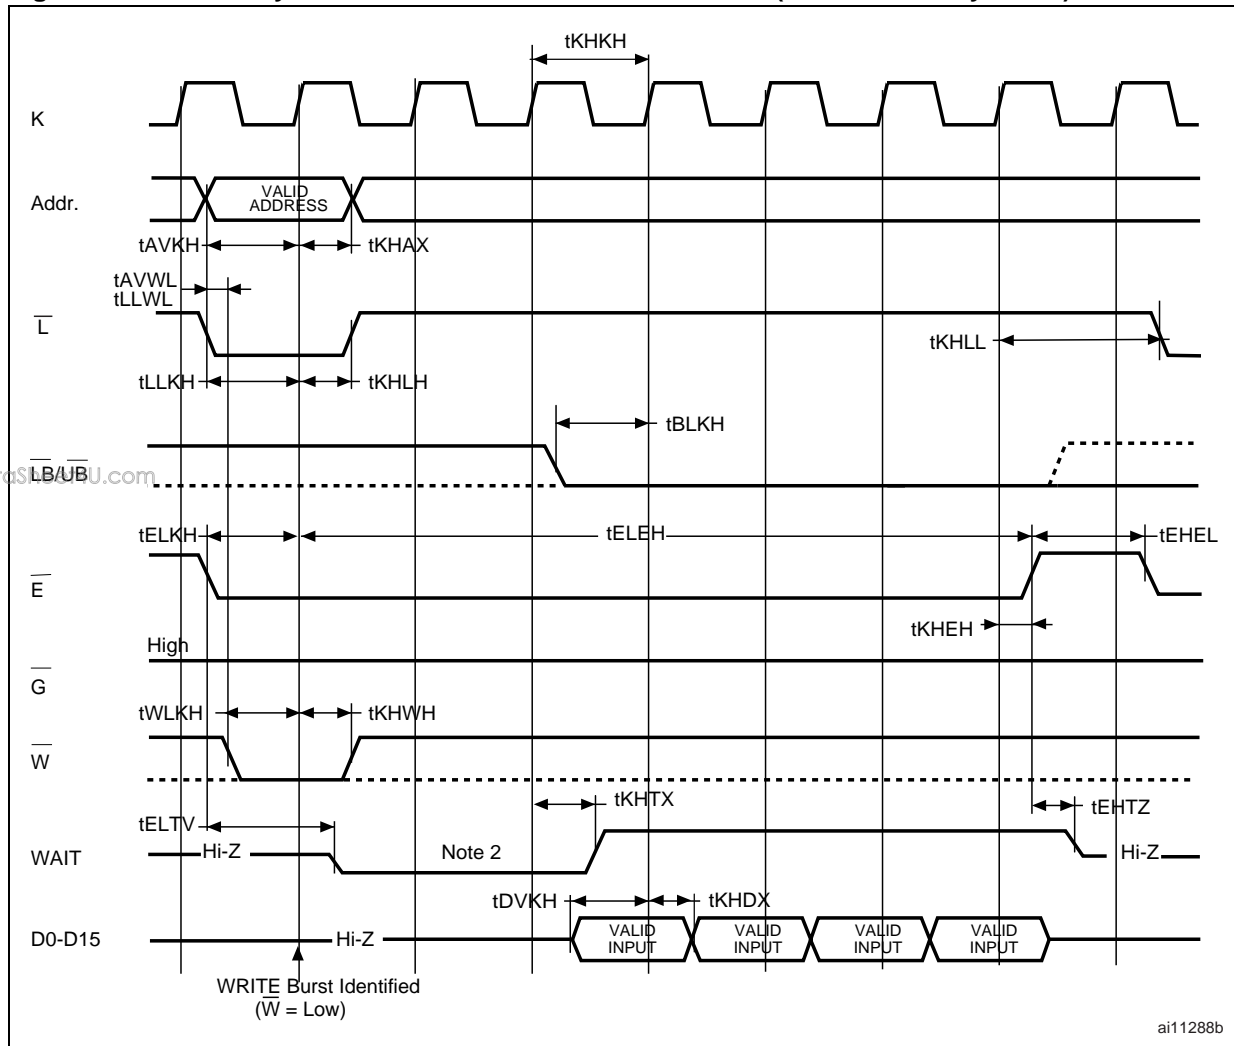 tKHKH
K
Addr.
VALID
ADDRESS
tAVKH
tKHAX
tAVWL
tLLWL
L
tKHLL
tLLKH
tKHLH
tBLKH
LB/UB
tELKH
tELEH
tEHEL
E
tKHEH
High
G
tWLKH
tKHWH
W
tKHTX
tEHTZ
tELTV
WAIT
Hi-Z
Note 2
Hi-Z
tDVKH
tKHDX
D0-D15
Hi-Z
VALID
INPUT
VALID
INPUT
VALID
INPUT
VALID
INPUT
WRITE Burst Identified
(W = Low)
ai11288b